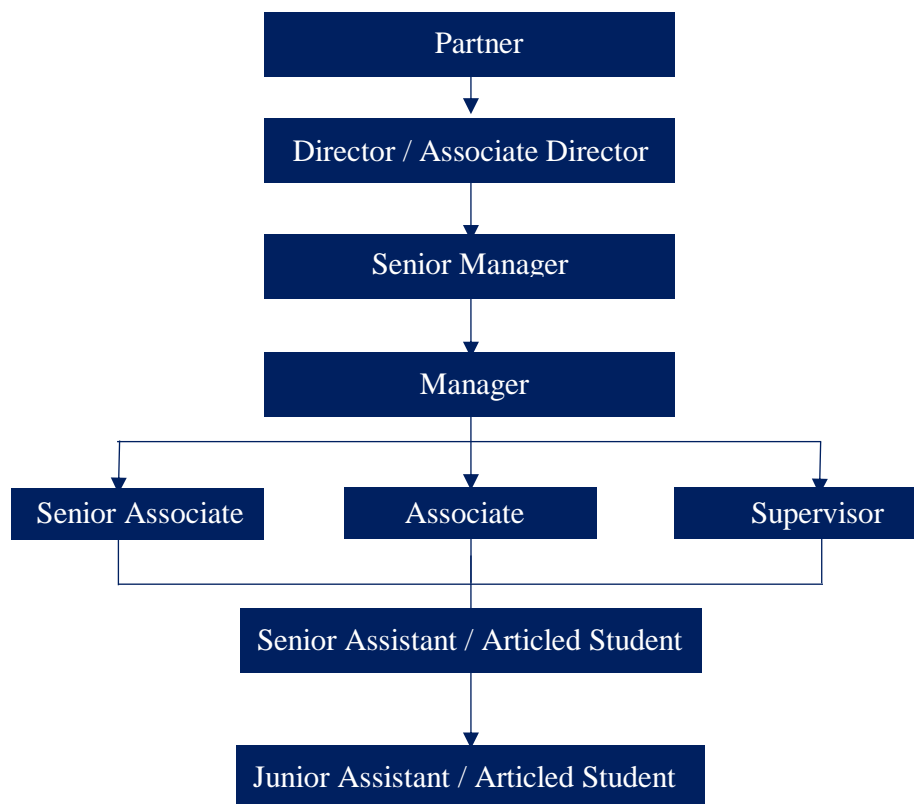 Partner
Director / Associate Director
Senior Manager
Manager
Senior Associate
Associate
Supervisor
Senior Assistant / Articled Student
Junior Assistant / Articled Student